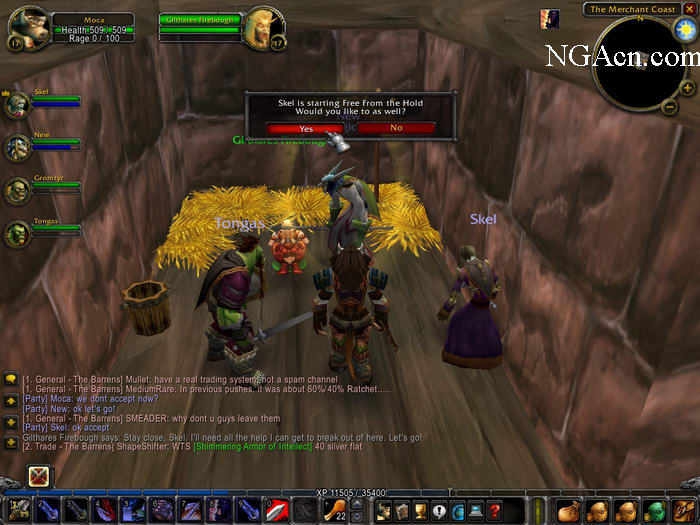 Moca
Health 509 / 509
Rage 0 / 100
17
Gilthares Firebough
17
The Merchant Coast
N
NGAcn.com
Skel
New
Gromtyr
Tongas
Skel is starting Free From the Hold
Would you like to as well?
Yes
No
Gilthares Firebough
Tongas
Skel
[1. General - The Barrens] Mullet: have a real trading system, not a spam channel
[1. General - The Barrens] MediumRare: In previous pushes, it was about 60%/40% Ratchet.....
[Party] Moca: we dont accept now?
[Party] New: ok let's go!
[1. General - The Barrens] SMEADER: why dont u guys leave them
[Party] Skel: ok accept
Gilthares Firebough says: Stay close, Skel. I'll need all the help I can get to break out of here. Let's go!
[2. Trade - The Barrens] ShapeShifter: WTS [Shimmering Armor of Intellect] 40 silver flat
XP 11505 / 35400
22